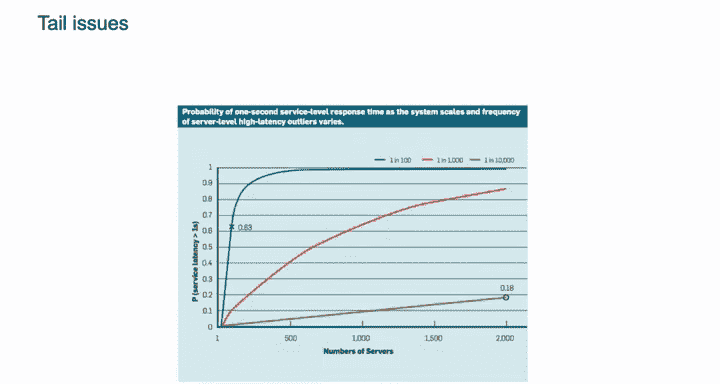 Tail issues
Probability of one-second service-level response time as the system scales and frequency
of server-level high-latency outliers varies.
1 in 100 1 in 1,000 1 in 10,000
1
0.9
0.8
0.7
0.6
0.5
0.4
0.3
0.2
0.1
0
P (service latency > 1s)
0.63
0.18
1 500 1,000 1,500 2,000
Numbers of Servers